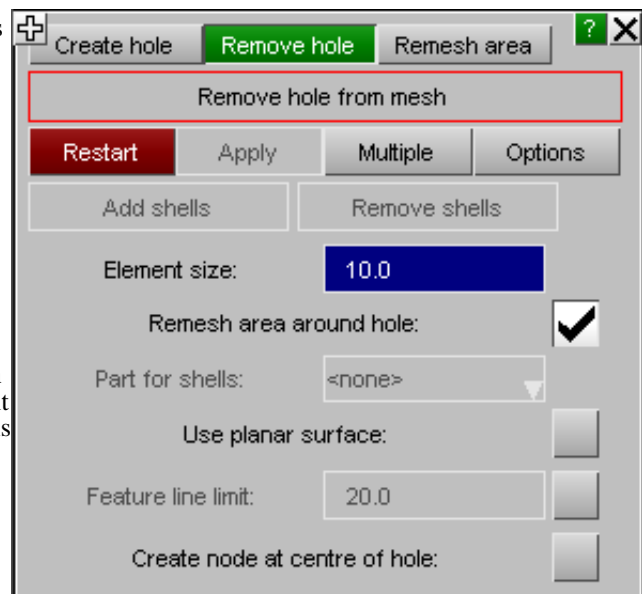 Create hole Remove hole Remesh area ? X
Remove hole from mesh
Restart Apply Multiple Options
Add shells Remove shells
Element size: 10.0
Remesh area around hole:
Part for shells: <none>
Use planar surface:
Feature line limit: 20.0
Create node at centre of hole: